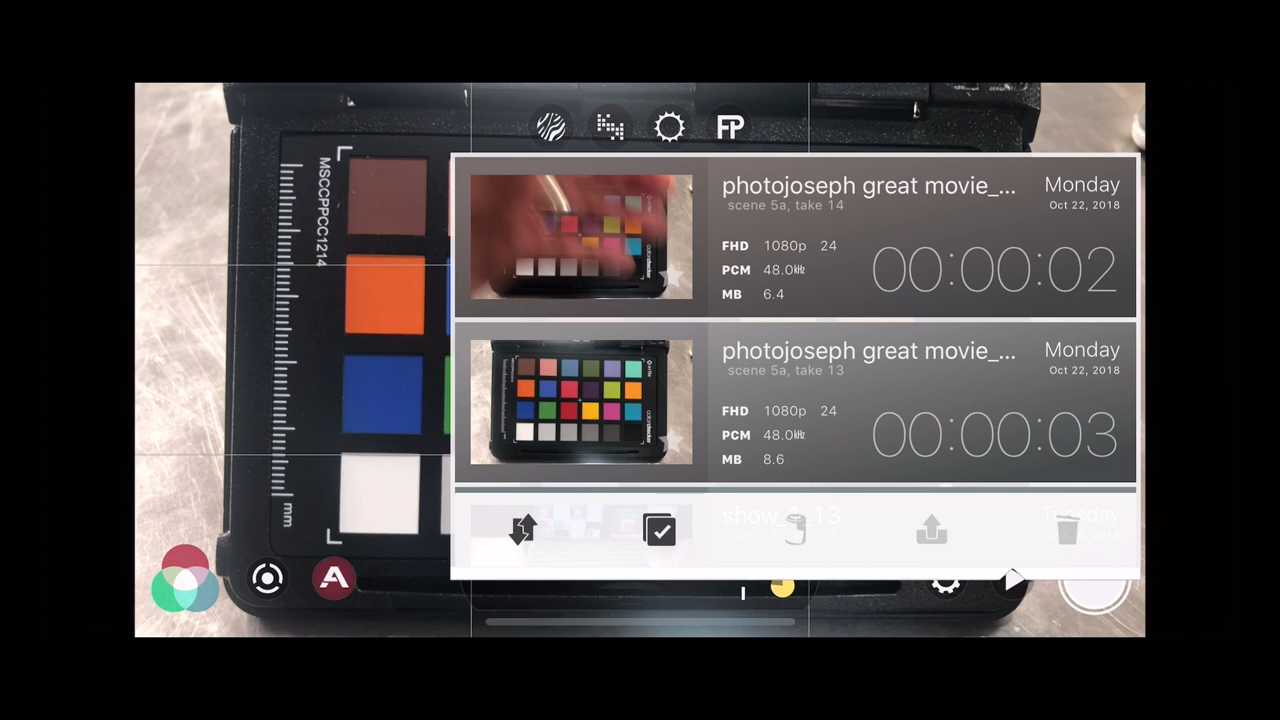 FP
MSCCPPCC1214
photojoseph great movie_...
Monday
scene 5a, take 14
Oct 22, 2018
FHD 1080p 24
PCM 48.0kHz
00:00:02
MB 6.4
photojoseph great movie_...
Monday
scene 5a, take 13
Oct 22, 2018
FHD 1080p 24
PCM 48.0kHz
00:00:03
MB 8.6
show_1_13
Tuesday
mm
A